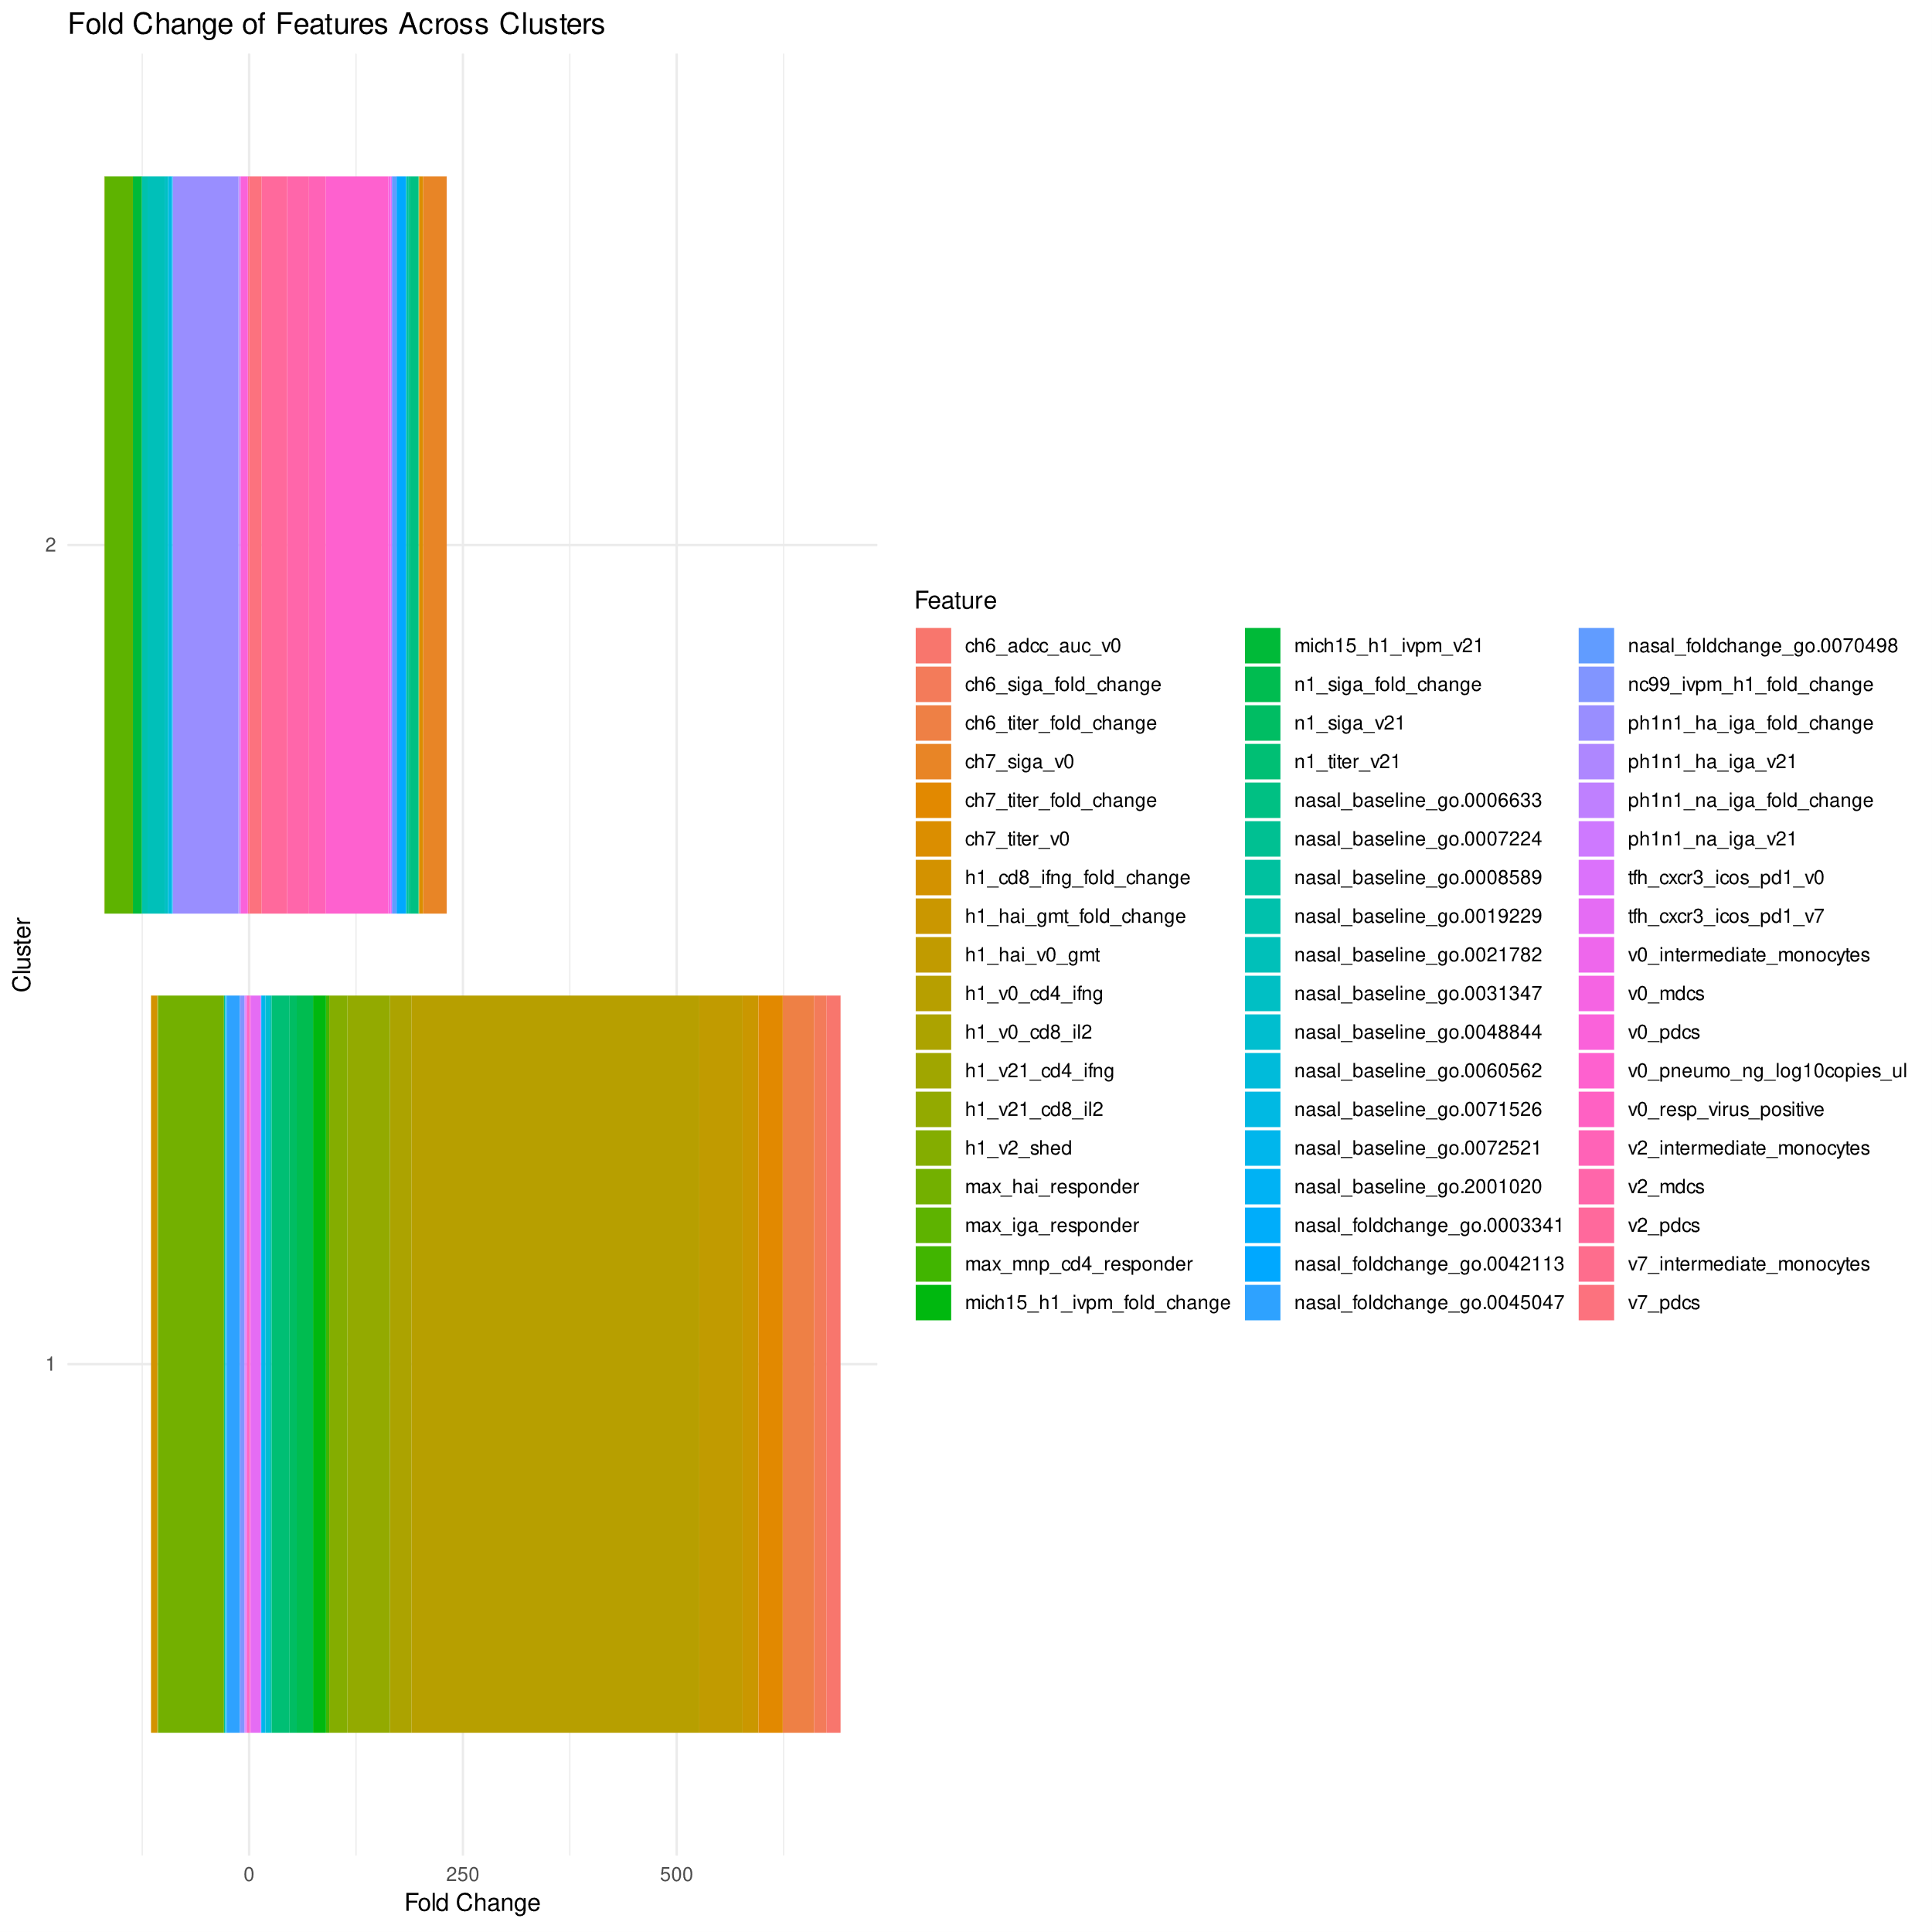 Fold Change of Features Across Clusters
2
1
Cluster
0
250
500
Fold Change
Feature
ch6_adcc_auc_v0
ch6_siga_fold_change
ch6_titer_fold_change
ch7_siga_v0
ch7_titer_fold_change
ch7_titer_v0
h1_cd8_ifng_fold_change
h1_hai_gmt_fold_change
h1_hai_v0_gmt
h1_v0_cd4_ifng
h1_v0_cd8_il2
h1_v21_cd4_ifng
h1_v21_cd8_il2
h1_v2_shed
max_hai_responder
max_iga_responder
max_mnp_cd4_responder
mich15_h1_ivpm_fold_change
mich15_h1_ivpm_v21
n1_siga_fold_change
n1_siga_v21
n1_titer_v21
nasal_baseline_go.0006633
nasal_baseline_go.0007224
nasal_baseline_go.0008589
nasal_baseline_go.0019229
nasal_baseline_go.0021782
nasal_baseline_go.0031347
nasal_baseline_go.0048844
nasal_baseline_go.0060562
nasal_baseline_go.0071526
nasal_baseline_go.0072521
nasal_baseline_go.2001020
nasal_foldchange_go.0003341
nasal_foldchange_go.0042113
nasal_foldchange_go.0045047
nasal_foldchange_go.0070498
nc99_ivpm_h1_fold_change
ph1n1_ha_iga_fold_change
ph1n1_ha_iga_v21
ph1n1_na_iga_fold_change
ph1n1_na_iga_v21
tfh_cxcr3_icos_pd1_v0
tfh_cxcr3_icos_pd1_v7
v0_intermediate_monocytes
v0_mdcs
v0_pdcs
v0_pneumo_ng_log10copies_ul
v0_resp_virus_positive
v2_intermediate_monocytes
v2_mdcs
v2_pdcs
v7_intermediate_monocytes
v7_pdcs